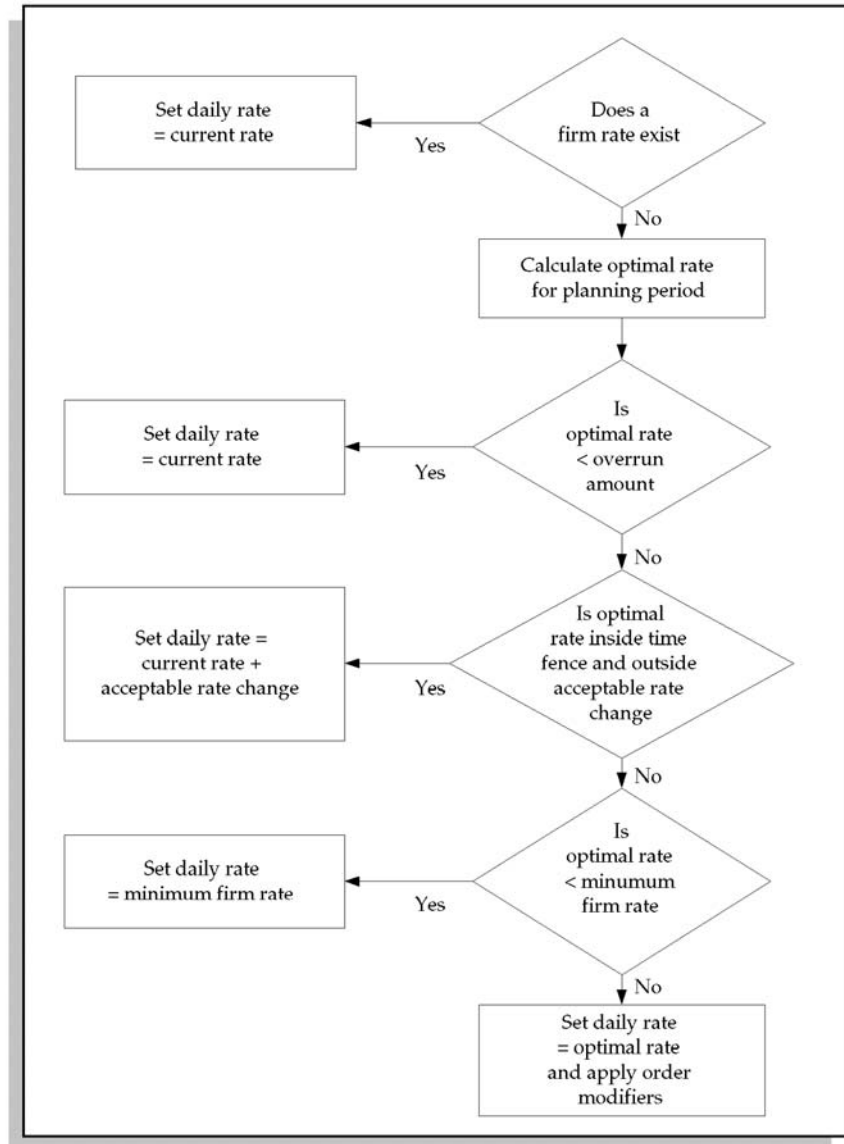 Set daily rate
= current rate
Yes
Does a
firm rate exist
No
Calculate optimal rate
for planning period
Set daily rate
= current rate
Yes
Is
optimal rate
< overrun
amount
No
Set daily rate =
current rate +
acceptable rate change
Yes
Is optimal
rate inside time
fence and outside
acceptable rate
change
No
Set daily rate
= minimum firm rate
Yes
Is
optimal rate
< minumum
firm rate
No
Set daily rate
= optimal rate
and apply order
modifiers